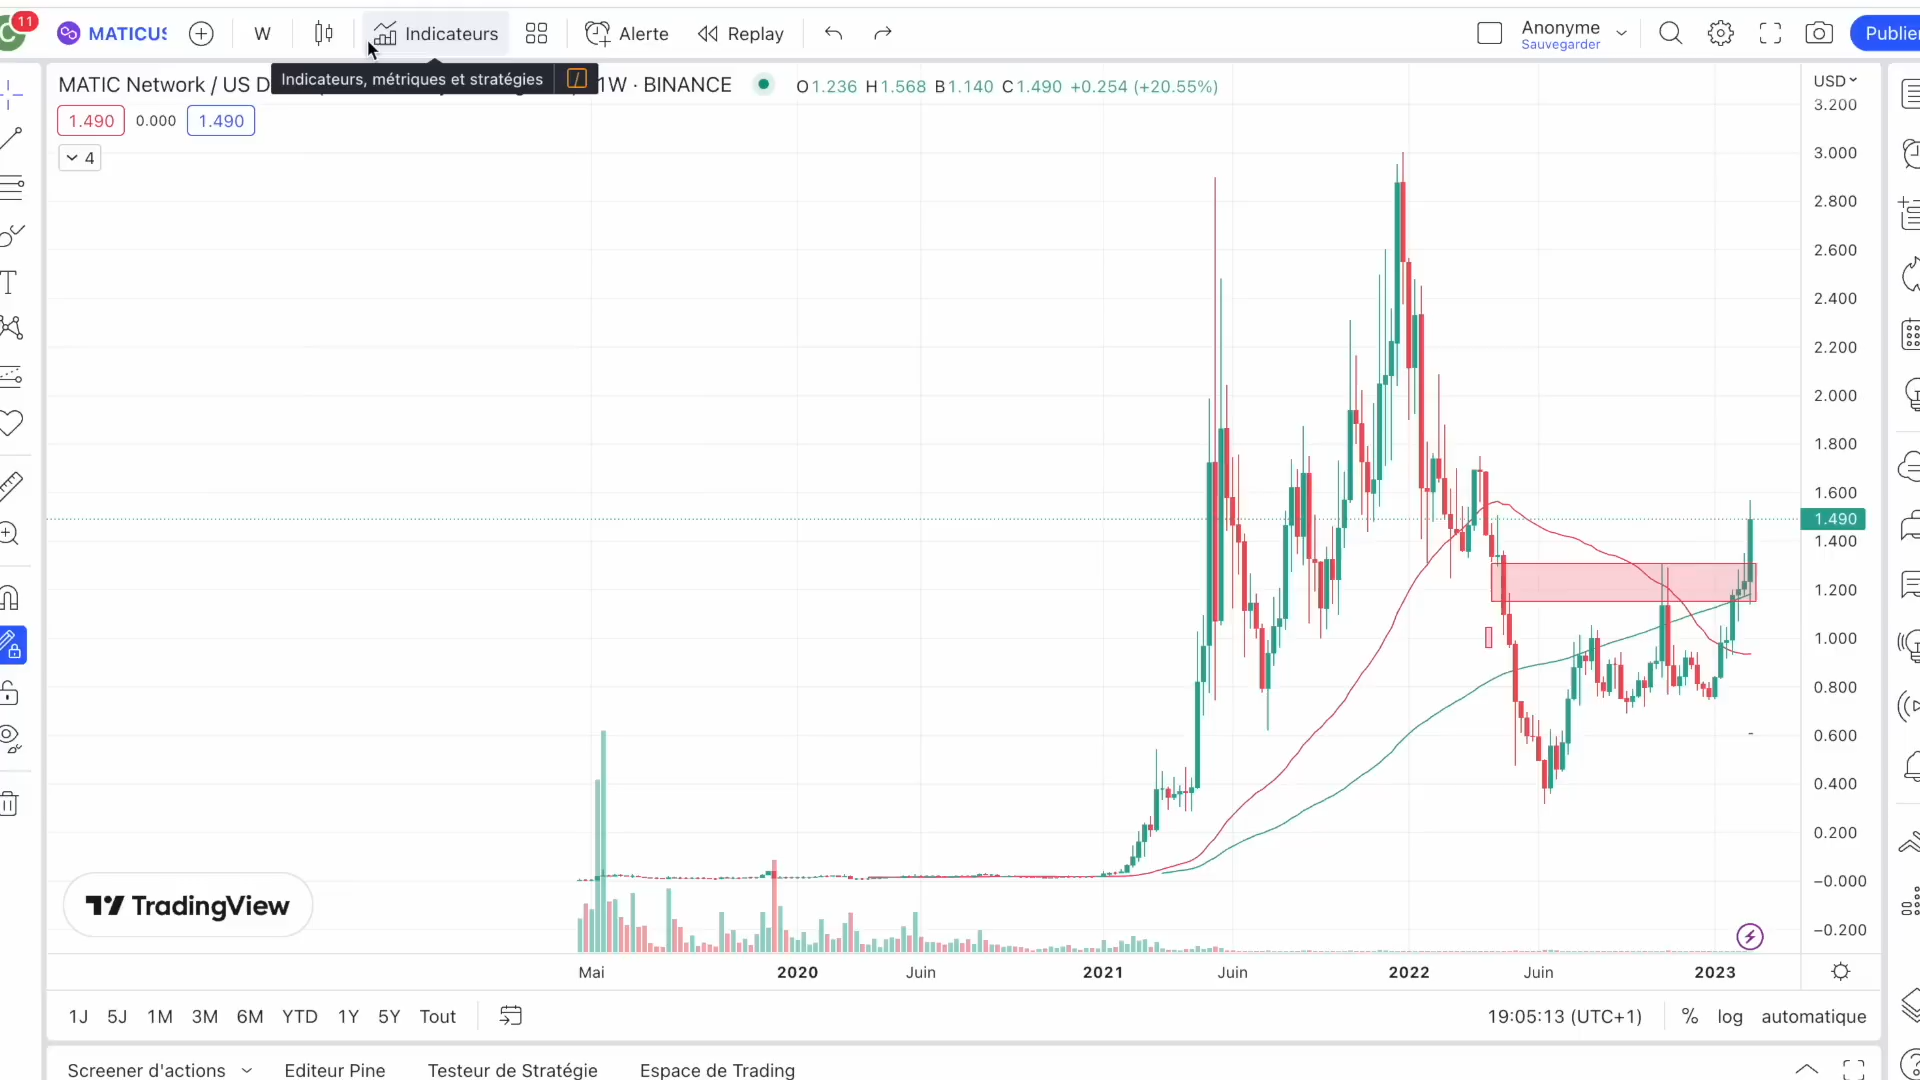 11
MATICUS
W
Indicateurs
Alerte
Replay
Anonyme
Sauvegarder
Publier
MATIC Network / US D
Indicateurs, métriques et stratégies /
1W · BINANCE
O1.236 H1.568 B1.140 C1.490 +0.254 (+20.55%)
USD
1.490 0.000 1.490
4
3.200
3.000
2.800
2.600
2.400
2.200
2.000
1.800
1.600
1.490
1.400
1.200
1.000
0.800
0.600
0.400
0.200
−0.000
−0.200
TradingView
Mai 2020 Juin 2021 Juin 2022 Juin 2023
1J 5J 1M 3M 6M YTD 1Y 5Y Tout
19:05:13 (UTC+1) % log automatique
Screener d'actions Editeur Pine Testeur de Stratégie Espace de Trading